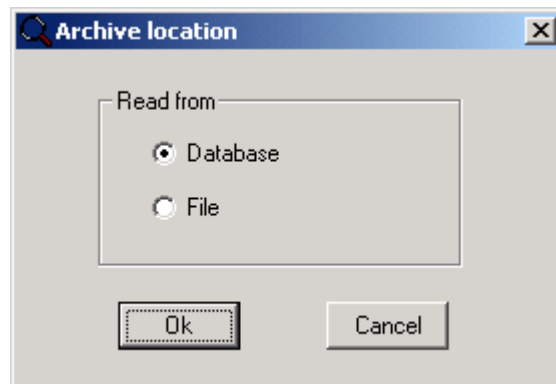 Archive location
Read from
Database
File
Ok
Cancel